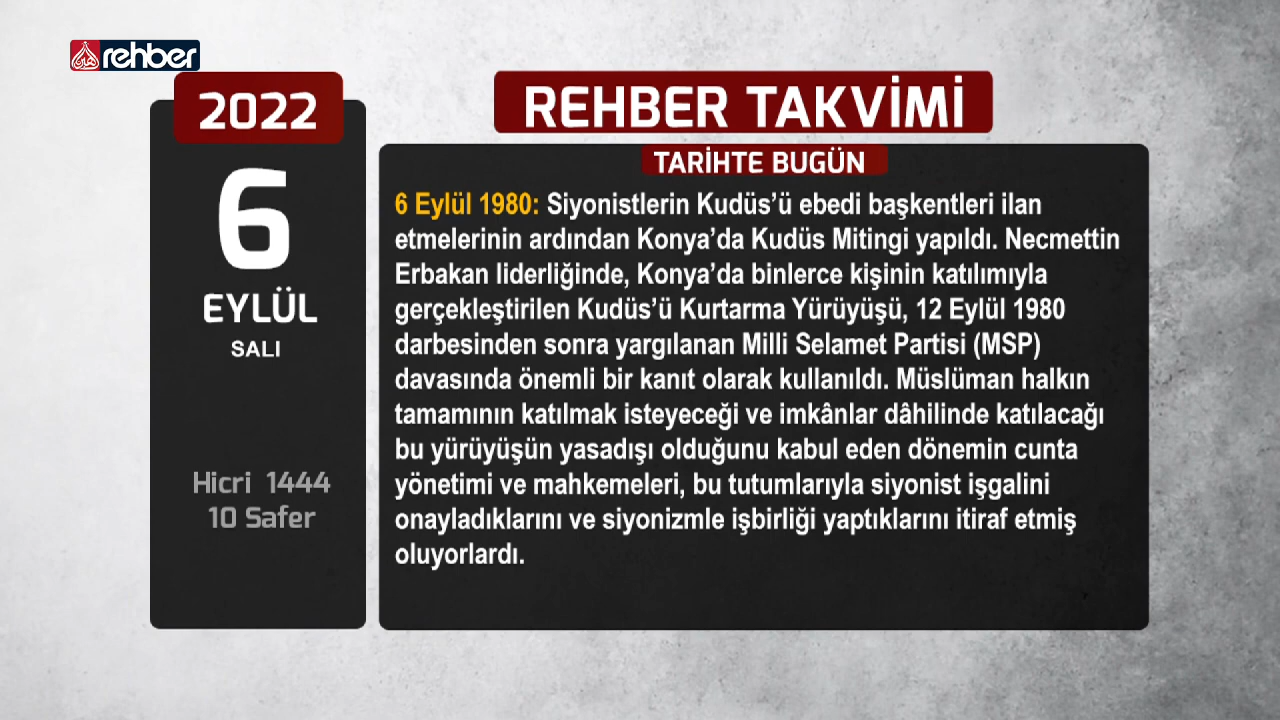 rehber
2022
6
EYLÜL
SALI
Hicri 1444
10 Safer
REHBER TAKVİMİ
TARİHTE BUGÜN
6 Eylül 1980: Siyonistlerin Kudüs’ü ebedi başkentleri ilan
etmelerinin ardından Konya’da Kudüs Mitingi yapıldı. Necmettin
Erbakan liderliğinde, Konya’da binlerce kişinin katılımıyla
gerçekleştirilen Kudüs’ü Kurtarma Yürüyüşü, 12 Eylül 1980
darbesinden sonra yargılanan Milli Selamet Partisi (MSP)
davasında önemli bir kanıt olarak kullanıldı. Müslüman halkın
tamamının katılmak isteyeceği ve imkânlar dâhilinde katılacağı
bu yürüyüşün yasadışı olduğunu kabul eden dönemin cunta
yönetimi ve mahkemeleri, bu tutumlarıyla siyonist işgalini
onayladıklarını ve siyonizmle işbirliği yaptıklarını itiraf etmiş
oluyorlardı.